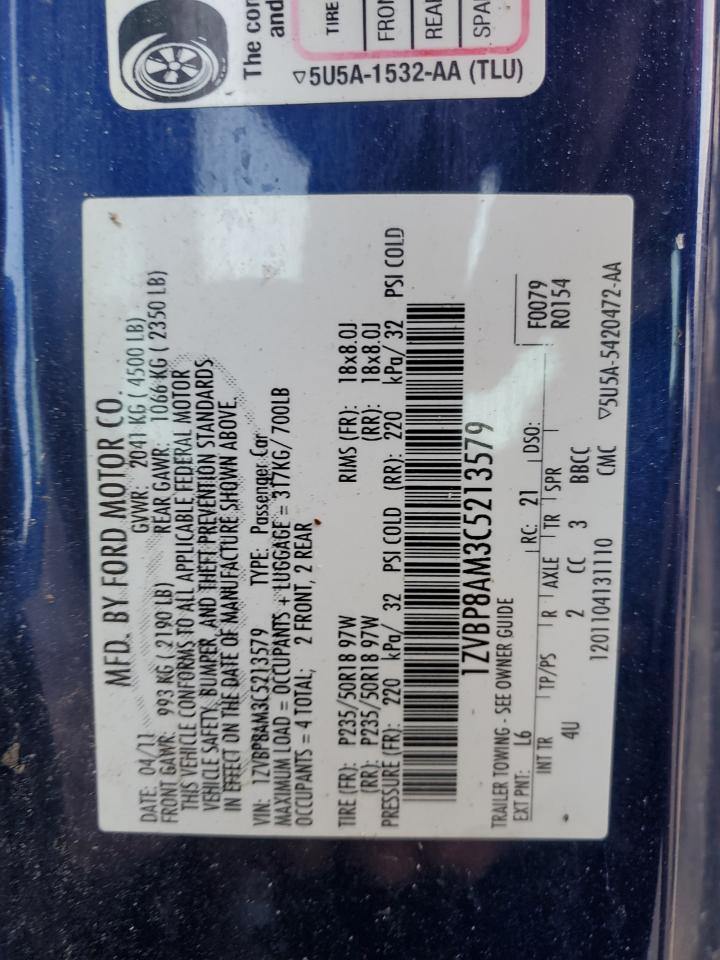 The cor
and
TIRE
FRON
REAR
SPAR
▽5U5A-1532-AA (TLU)
MFD. BY FORD MOTOR CO.
DATE: 04/11 GVWR: 2041 KG ( 4500 LB)
FRONT GAWR: 993 KG ( 2190 LB) REAR GAWR: 1066 KG ( 2350 LB)
THIS VEHICLE CONFORMS TO ALL APPLICABLE FEDERAL MOTOR
VEHICLE SAFETY, BUMPER, AND THEFT PREVENTION STANDARDS
IN EFFECT ON THE DATE OF MANUFACTURE SHOWN ABOVE.
VIN: 1ZVBP8AM3C5213579 TYPE: Passenger Car
MAXIMUM LOAD = OCCUPANTS + LUGGAGE = 317KG/700LB
OCCUPANTS = 4 TOTAL; 2 FRONT, 2 REAR
TIRE (FR): P235/50R18 97W RIMS (FR): 18x8.0J
(RR): P235/50R18 97W (RR): 18x8.0J
PRESSURE (FR): 220 kPa/ 32 PSI COLD (RR): 220 kPa/ 32 PSI COLD
1ZVBP8AM3C5213579
TRAILER TOWING - SEE OWNER GUIDE
EXT PNT: L6 RC: 21 DSO: F0079
R0154
INT TR TP/PS R AXLE TR SPR
4U 2 CC 3 BBCC
1201104131110 CMC ▽5U5A-5420472-AA